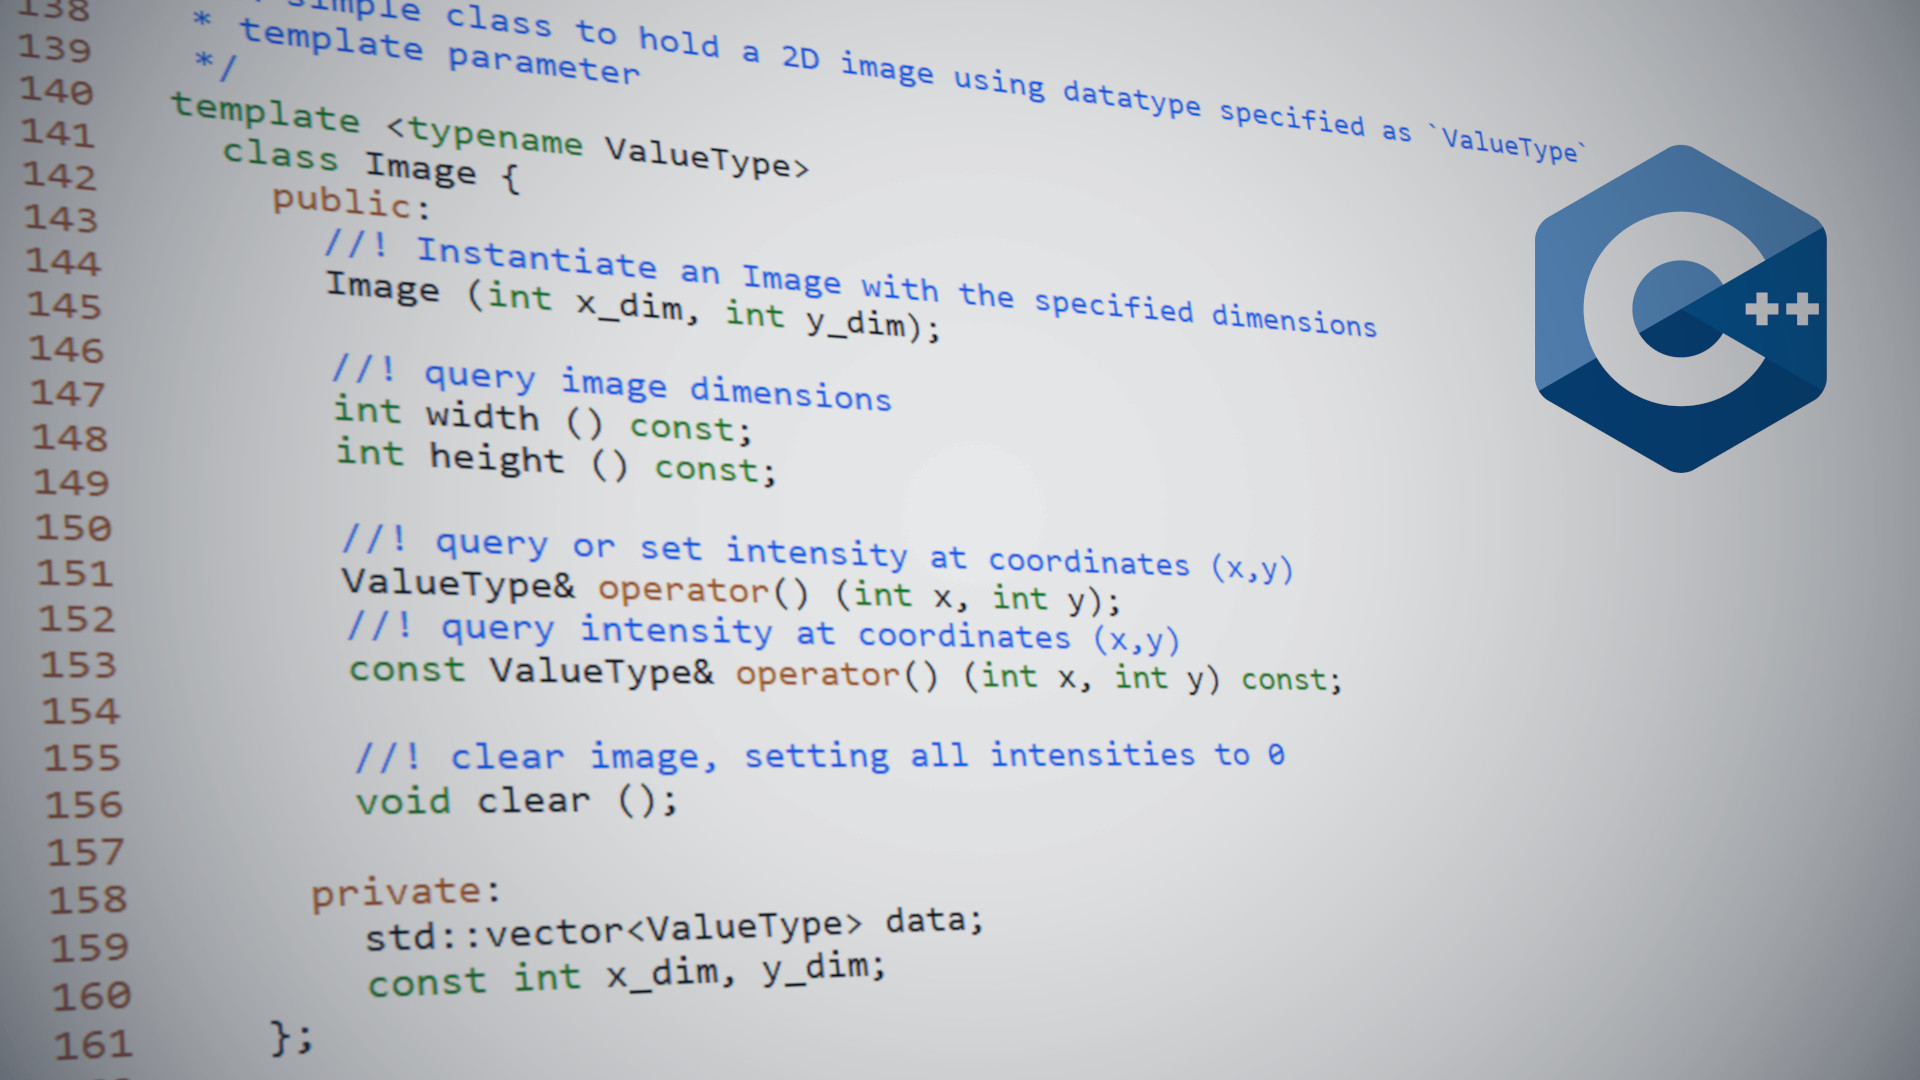 simple class to hold a 2D image using datatype specified as `ValueType`
138 * template parameter
139 */
140 template <typename ValueType>
141 class Image {
142 public:
143 //! Instantiate an Image with the specified dimensions
144 Image (int x_dim, int y_dim);
145
146 //! query image dimensions
147 int width () const;
148 int height () const;
149
150 //! query or set intensity at coordinates (x,y)
151 ValueType& operator() (int x, int y);
152 //! query intensity at coordinates (x,y)
153 const ValueType& operator() (int x, int y) const;
154
155 //! clear image, setting all intensities to 0
156 void clear ();
157
158 private:
159 std::vector<ValueType> data;
160 const int x_dim, y_dim;
161 };
C++